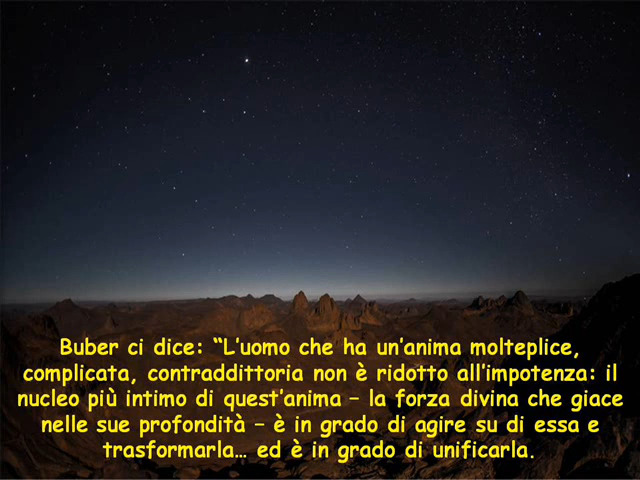 Buber ci dice: “L’uomo che ha un’anima molteplice,
complicata, contraddittoria non è ridotto all’impotenza: il
nucleo più intimo di quest’anima – la forza divina che giace
nelle sue profondità – è in grado di agire su di essa e
trasformarla… ed è in grado di unificarla.